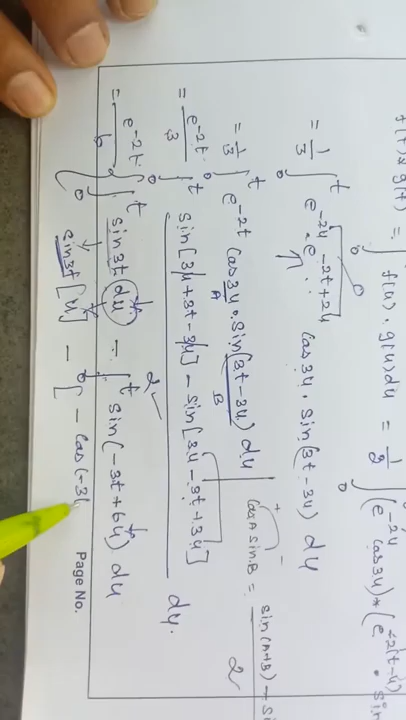 f(t) * g(t) = ∫ f(u) · g(u) du = 1/3 ∫ (e^-2u cos3u) * (e^-2(t-u) · sin
= 1/3 ∫₀ᵗ e^-2u · e^-2t+2u cos3u · sin(3t-3u) du
= 1/3 ∫₀ᵗ e^-2t cos3u · sin(3t-3u) du
A B
cosA sinB = sin(A+B) - si / 2
= e^-2t / 3 ∫₀ᵗ sin[3u+3t-3u] - sin[3u-3t+3u] / 2 du.
= e^-2t / 6 ∫₀ᵗ sin3t du - ∫₀ᵗ sin(-3t+6u) du
sin3t [u] - [ - cos(-3t
Page No.